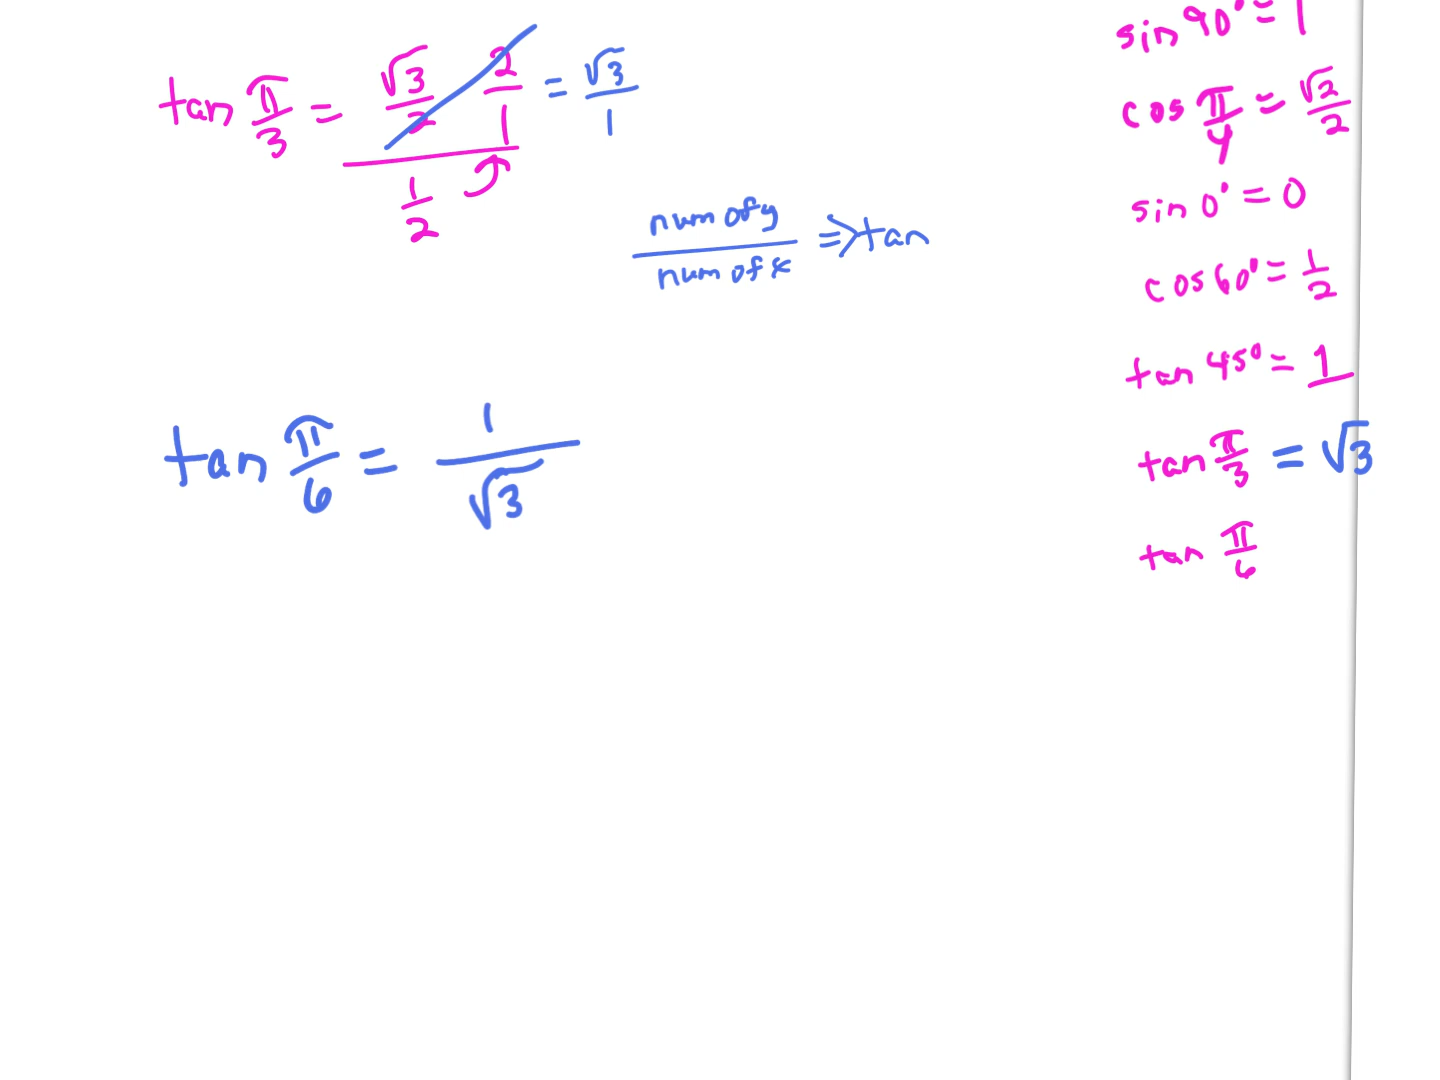 tan π/3 = (√3/2 · 2/1)/(1/2) = √3/1
num of y / num of x ⇒ tan
tan π/6 = 1/√3
sin 90° = 1
cos π/4 = √2/2
sin 0° = 0
cos 60° = 1/2
tan 45° = 1
tan π/3 = √3
tan π/6